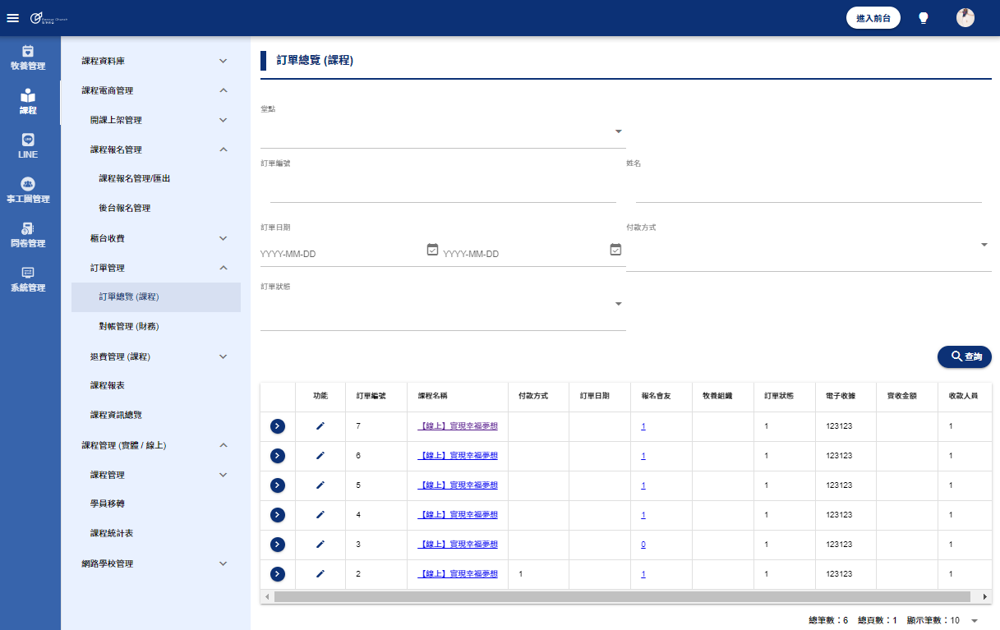 進入前台
牧養管理
課程
LINE
事工團管理
問卷管理
系統管理
課程資料庫
課程電商管理
開課上架管理
課程報名管理
課程報名管理/匯出
後台報名管理
櫃台收費
訂單管理
訂單總覽 (課程)
對帳管理 (財務)
退費管理 (課程)
課程報表
課程資訊總覽
課程管理 (實體 / 線上)
課程管理
學員移轉
課程統計表
網路學校管理
訂單總覽 (課程)
堂點
訂單編號 姓名
訂單日期 付款方式
YYYY-MM-DD YYYY-MM-DD
訂單狀態
查詢
功能 訂單編號 課程名稱 付款方式 訂單日期 報名會友 牧養組織 訂單狀態 電子收據 實收金額 收款人員
7 【線上】實現幸福夢想 1 1 123123 1
6 【線上】實現幸福夢想 1 1 123123 1
5 【線上】實現幸福夢想 1 1 123123 1
4 【線上】實現幸福夢想 1 1 123123 1
3 【線上】實現幸福夢想 0 1 123123 1
2 【線上】實現幸福夢想 1 1 1 123123 1
總筆數：6 總頁數：1 顯示筆數：10